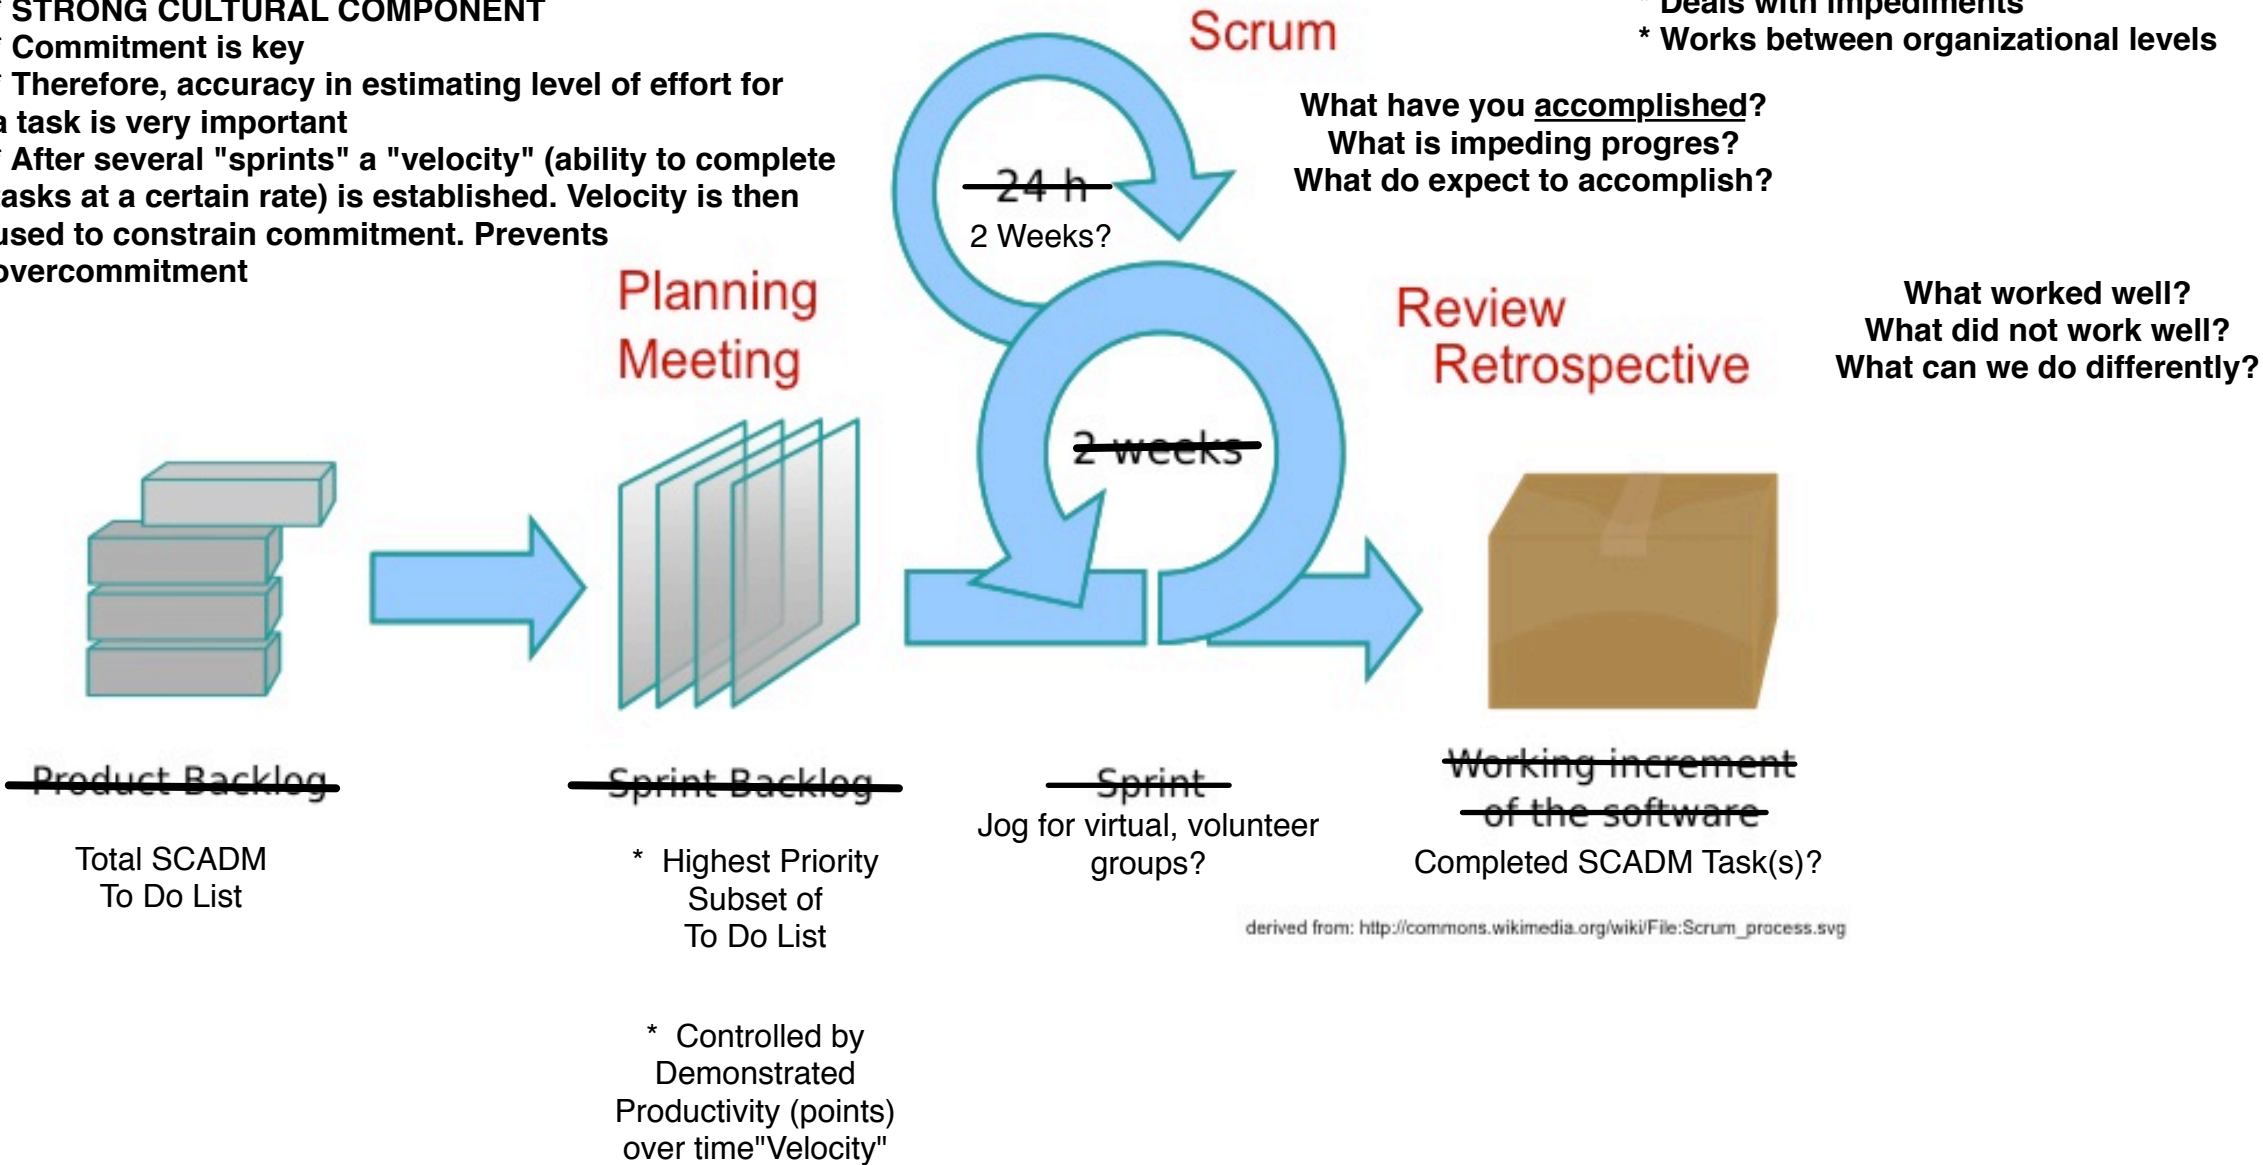 * STRONG CULTURAL COMPONENT
* Commitment is key
* Therefore, accuracy in estimating level of effort for
a task is very important
* After several "sprints" a "velocity" (ability to complete
tasks at a certain rate) is established. Velocity is then
used to constrain commitment. Prevents
overcommitment
Scrum
* Deals with impediments
* Works between organizational levels
What have you accomplished?
What is impeding progres?
What do expect to accomplish?
24 h
2 Weeks?
Planning
Meeting
Review
Retrospective
What worked well?
What did not work well?
What can we do differently?
2 weeks
Product Backlog
Total SCADM
To Do List
Sprint Backlog
* Highest Priority
Subset of
To Do List
* Controlled by
Demonstrated
Productivity (points)
over time"Velocity"
Sprint
Jog for virtual, volunteer
groups?
Working increment
of the software
Completed SCADM Task(s)?
derived from: http://commons.wikimedia.org/wiki/File:Scrum_process.svg